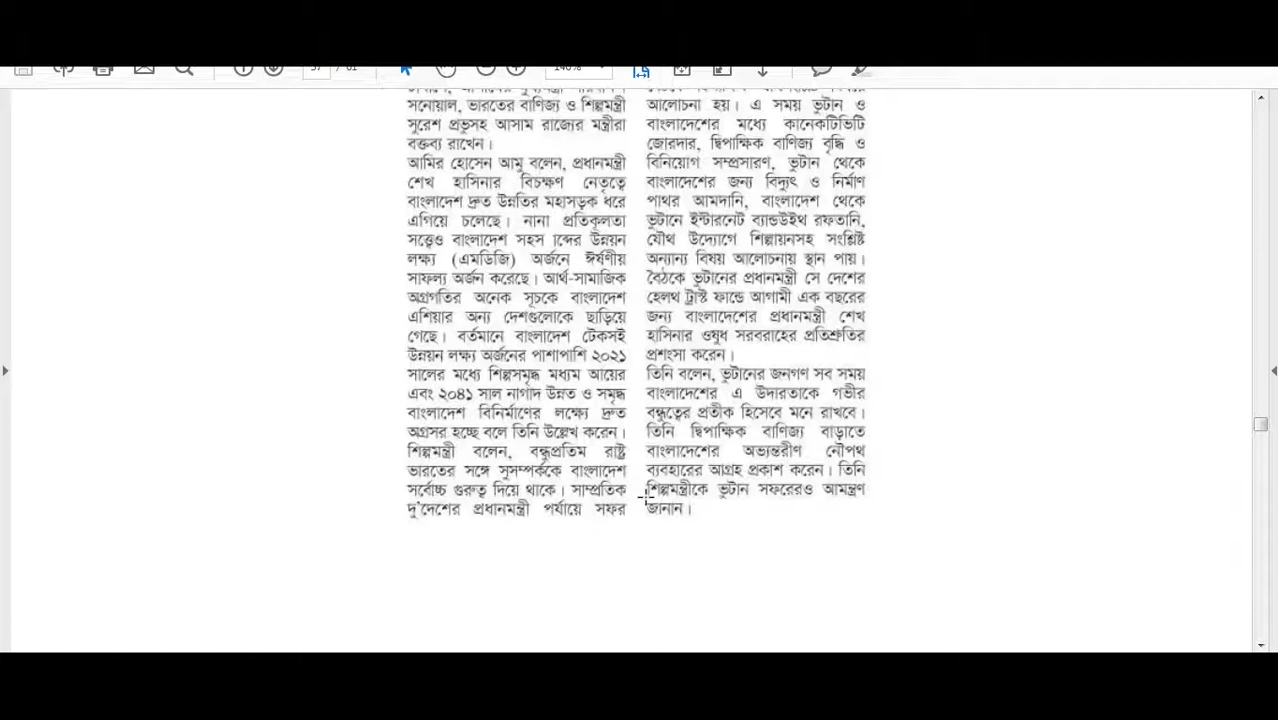 সনোয়াল, ভারতের বাণিজ্য ও শিল্পমন্ত্রী
সুরেশ প্রভুসহ আসাম রাজ্যের মন্ত্রীরা
বক্তব্য রাখেন।
আমির হোসেন আমু বলেন, প্রধানমন্ত্রী
শেখ হাসিনার বিচক্ষণ নেতৃত্বে
বাংলাদেশ দ্রুত উন্নতির মহাসড়ক ধরে
এগিয়ে চলেছে। নানা প্রতিকূলতা
সত্ত্বেও বাংলাদেশ সহস াব্দের উন্নয়ন
লক্ষ্য (এমডিজি) অর্জনে ঈর্ষণীয়
সাফল্য অর্জন করেছে। আর্থ-সামাজিক
অগ্রগতির অনেক সূচকে বাংলাদেশ
এশিয়ার অন্য দেশগুলোকে ছাড়িয়ে
গেছে। বর্তমানে বাংলাদেশ টেকসই
উন্নয়ন লক্ষ্য অর্জনের পাশাপাশি ২০২১
সালের মধ্যে শিল্পসমৃদ্ধ মধ্যম আয়ের
এবং ২০৪১ সাল নাগাদ উন্নত ও সমৃদ্ধ
বাংলাদেশ বিনির্মাণের লক্ষ্যে দ্রুত
অগ্রসর হচ্ছে বলে তিনি উল্লেখ করেন।
শিল্পমন্ত্রী বলেন, বন্ধুপ্রতিম রাষ্ট্র
ভারতের সঙ্গে সুসম্পর্ককে বাংলাদেশ
সর্বোচ্চ গুরুত্ব দিয়ে থাকে। সাম্প্রতিক
দু'দেশের প্রধানমন্ত্রী পর্যায়ে সফর
আলোচনা হয়। এ সময় ভুটান ও
বাংলাদেশের মধ্যে কানেকটিভিটি
জোরদার, দ্বিপাক্ষিক বাণিজ্য বৃদ্ধি ও
বিনিয়োগ সম্প্রসারণ, ভুটান থেকে
বাংলাদেশের জন্য বিদ্যুৎ ও নির্মাণ
পাথর আমদানি, বাংলাদেশ থেকে
ভুটানে ইন্টারনেট ব্যান্ডউইথ রফতানি,
যৌথ উদ্যোগে শিল্পায়নসহ সংশ্লিষ্ট
অন্যান্য বিষয় আলোচনায় স্থান পায়।
বৈঠকে ভুটানের প্রধানমন্ত্রী সে দেশের
হেলথ ট্রাস্ট ফান্ডে আগামী এক বছরের
জন্য বাংলাদেশের প্রধানমন্ত্রী শেখ
হাসিনার ওষুধ সরবরাহের প্রতিশ্রুতির
প্রশংসা করেন।
তিনি বলেন, ভুটানের জনগণ সব সময়
বাংলাদেশের এ উদারতাকে গভীর
বন্ধুত্বের প্রতীক হিসেবে মনে রাখবে।
তিনি দ্বিপাক্ষিক বাণিজ্য বাড়াতে
বাংলাদেশের অভ্যন্তরীণ নৌপথ
ব্যবহারের আগ্রহ প্রকাশ করেন। তিনি
শিল্পমন্ত্রীকে ভুটান সফরেরও আমন্ত্রণ
জানান।